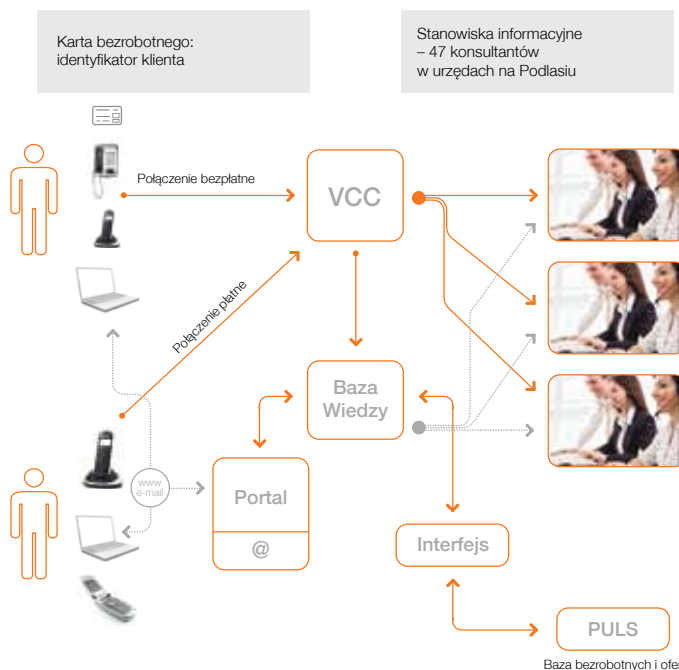 Karta bezrobotnego:
identyfikator klienta
Stanowiska informacyjne
– 47 konsultantów
w urzędach na Podlasiu
Połączenie bezpłatne
VCC
Połączenie płatne
Baza
Wiedzy
www
e-mail
Portal
@
Interfejs
PULS
Baza bezrobotnych i ofe